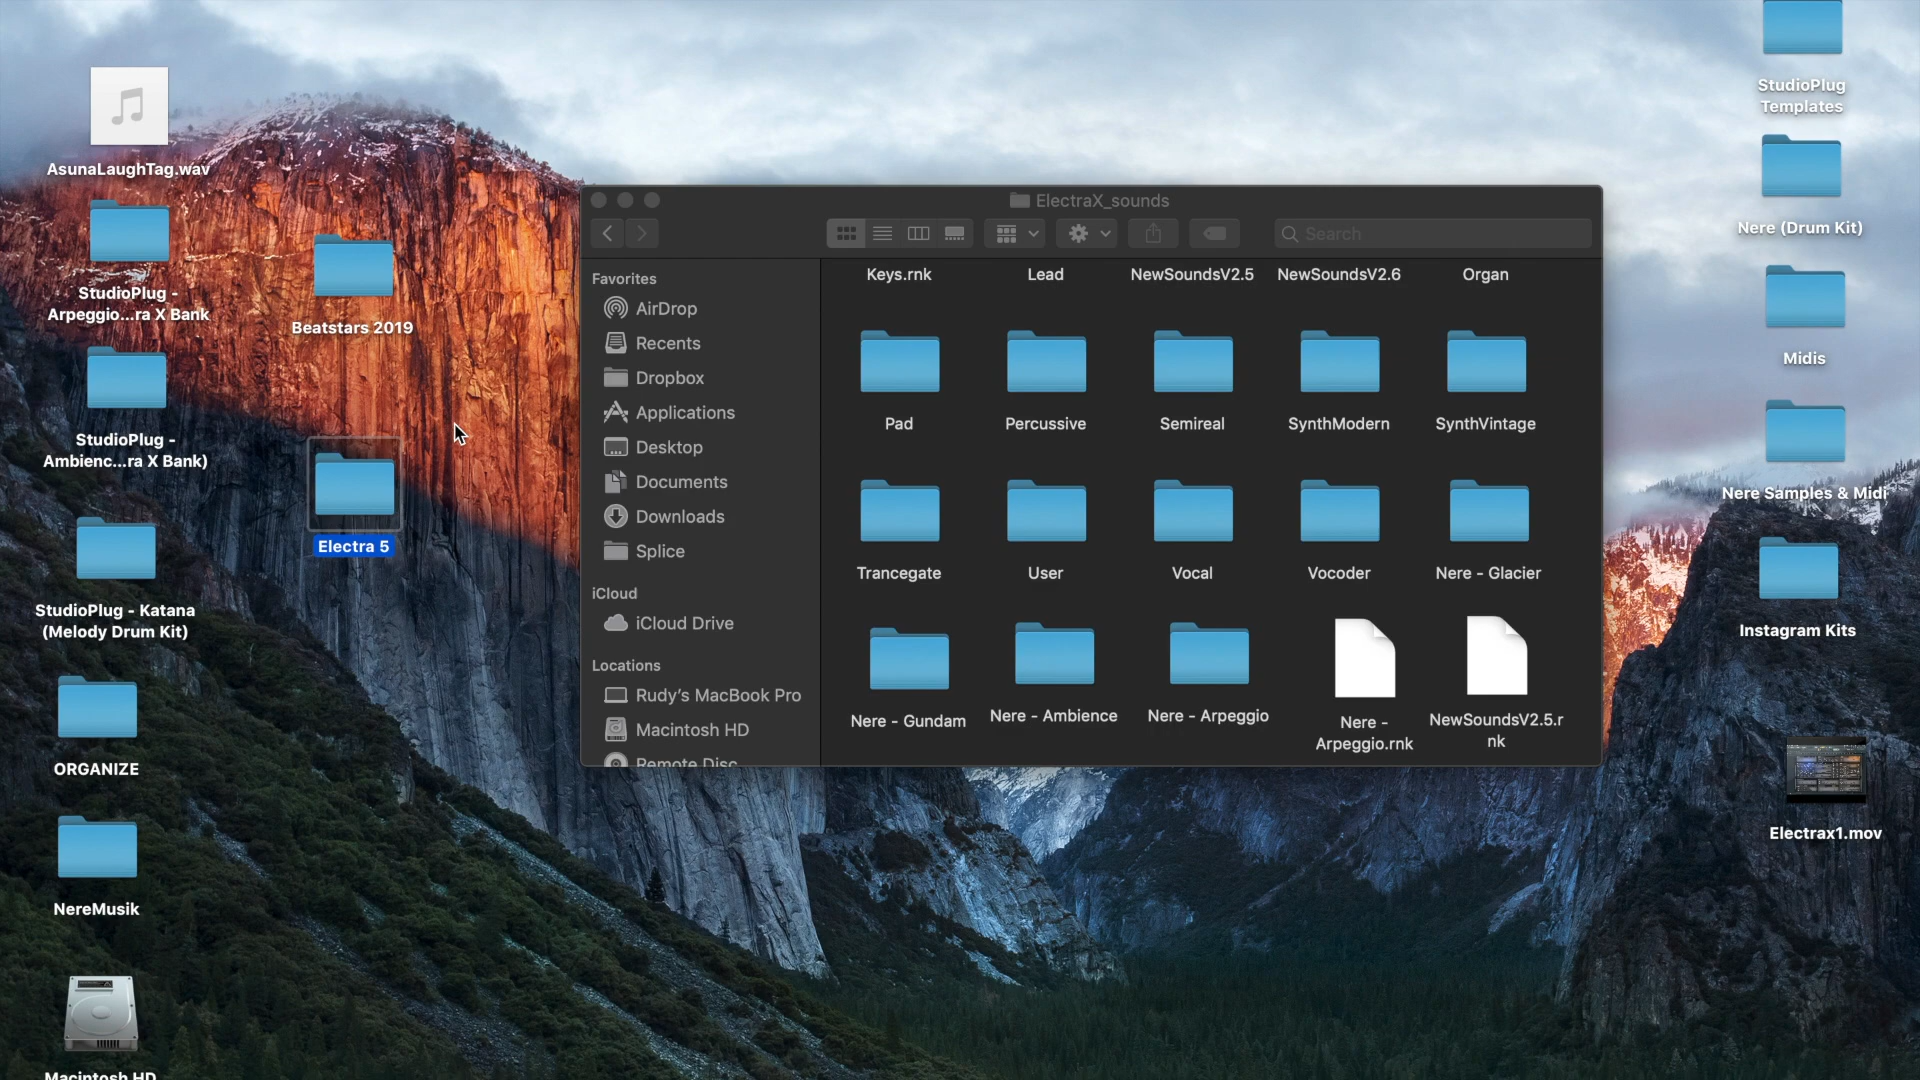 AsunaLaughTag.wav
StudioPlug -
Arpeggio...ra X Bank
StudioPlug -
Ambienc...ra X Bank)
StudioPlug - Katana
(Melody Drum Kit)
ORGANIZE
NereMusik
Macintosh HD
Beatstars 2019
Electra 5
ElectraX_sounds
Search
Favorites
AirDrop
Recents
Dropbox
Applications
Desktop
Documents
Downloads
Splice
iCloud
iCloud Drive
Locations
Rudy’s MacBook Pro
Macintosh HD
Remote Disc
Keys.rnk
Lead
NewSoundsV2.5
NewSoundsV2.6
Organ
Pad
Percussive
Semireal
SynthModern
SynthVintage
Trancegate
User
Vocal
Vocoder
Nere - Glacier
Nere - Gundam
Nere - Ambience
Nere - Arpeggio
Nere -
Arpeggio.rnk
NewSoundsV2.5.r
nk
StudioPlug
Templates
Nere (Drum Kit)
Midis
Nere Samples & Midi
Instagram Kits
Electrax1.mov